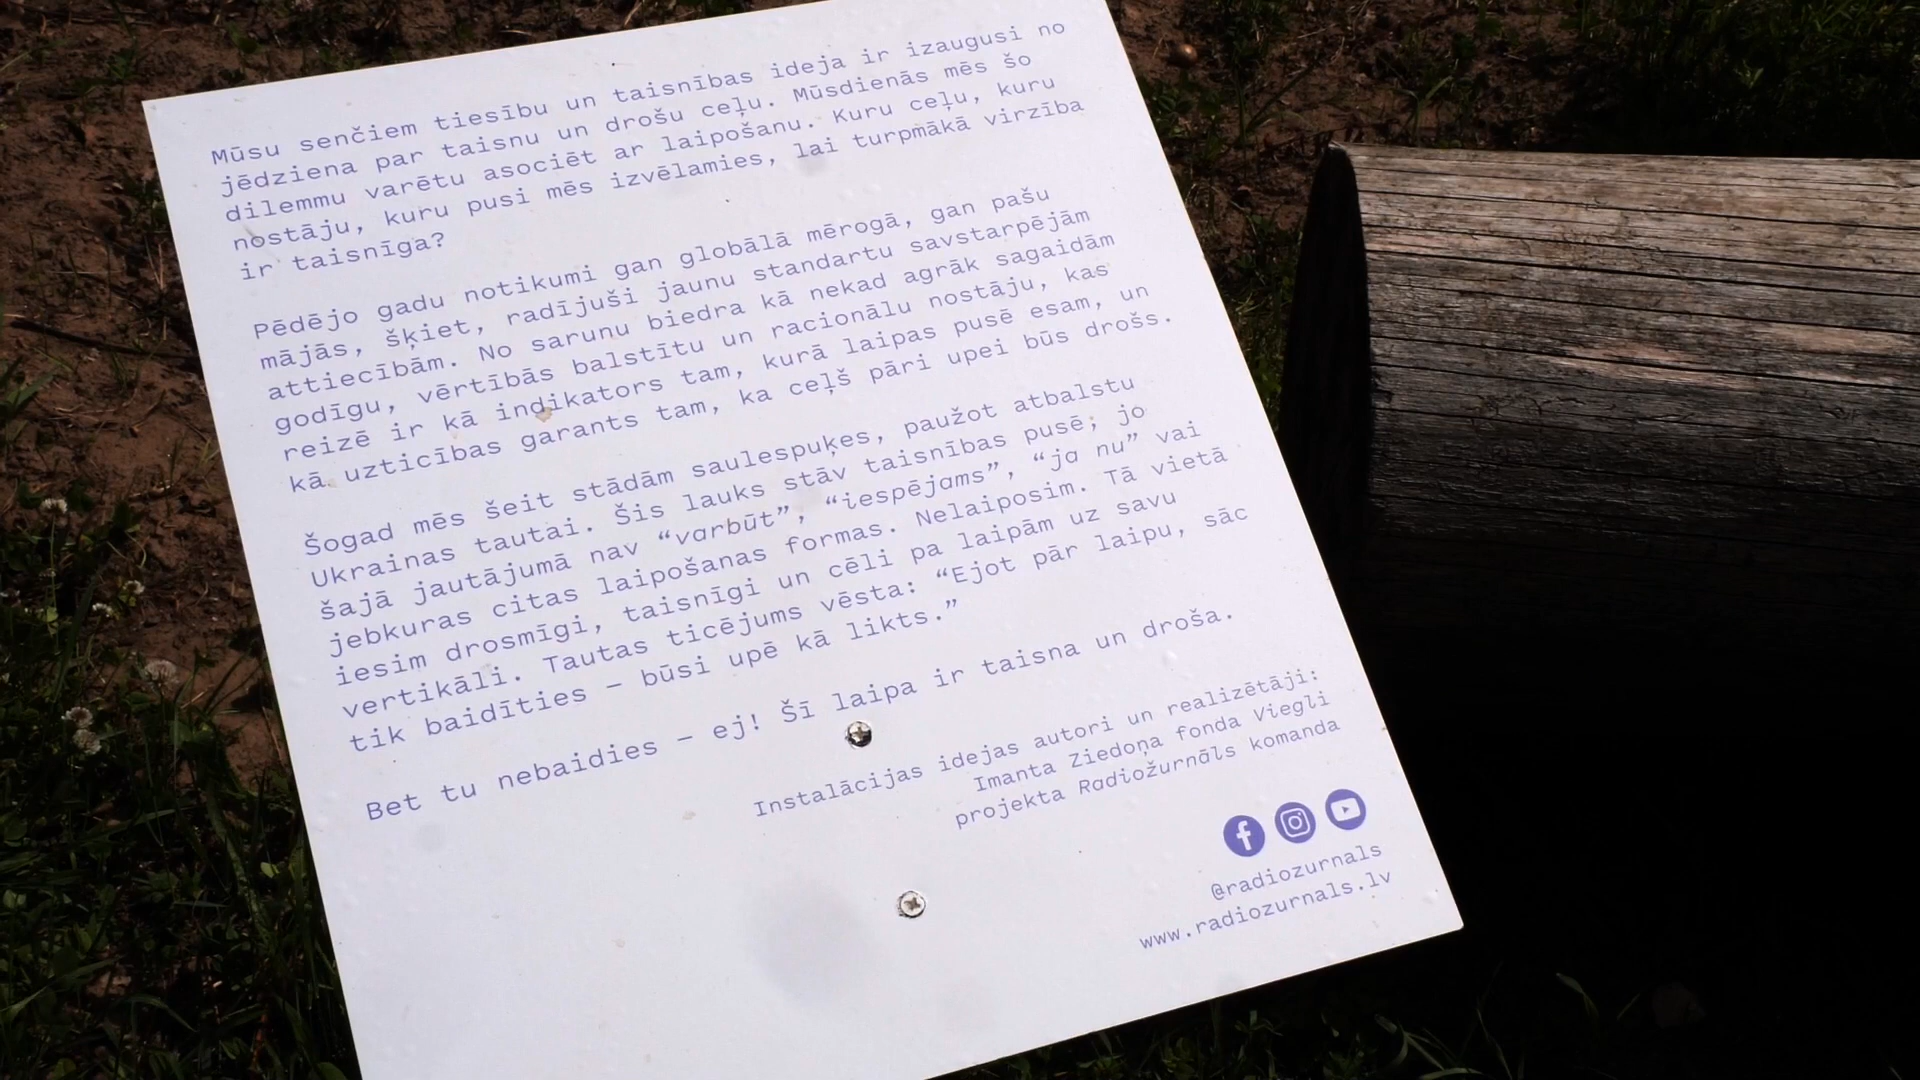 Mūsu senčiem tiesību un taisnības ideja ir izaugusi no
jēdziena par taisnu un drošu ceļu. Mūsdienās mēs šo
dilemmu varētu asociēt ar laipošanu. Kuru ceļu, kuru
nostāju, kuru pusi mēs izvēlamies, lai turpmākā virzība
ir taisnīga?
Pēdējo gadu notikumi gan globālā mērogā, gan pašu
mājās, šķiet, radījuši jaunu standartu savstarpējām
attiecībām. No sarunu biedra kā nekad agrāk sagaidām
godīgu, vērtībās balstītu un racionālu nostāju, kas
reizē ir kā indikators tam, kurā laipas pusē esam, un
kā uzticības garants tam, ka ceļš pāri upei būs drošs.
Šogad mēs šeit stādām saulespuķes, paužot atbalstu
Ukrainas tautai. Šis lauks stāv taisnības pusē; jo
šajā jautājumā nav “varbūt”, “iespējams”, “ja nu” vai
jebkuras citas laipošanas formas. Nelaiposim. Tā vietā
iesim drosmīgi, taisnīgi un cēli pa laipām uz savu
vertikāli. Tautas ticējums vēsta: “Ejot pār laipu, sāc
tik baidīties – būsi upē kā likts.”
Bet tu nebaidies – ej! Šī laipa ir taisna un droša.
Instalācijas idejas autori un realizētāji:
Imanta Ziedoņa fonda Viegli
projekta Radiožurnāls komanda
@radiozurnals
www.radiozurnals.lv